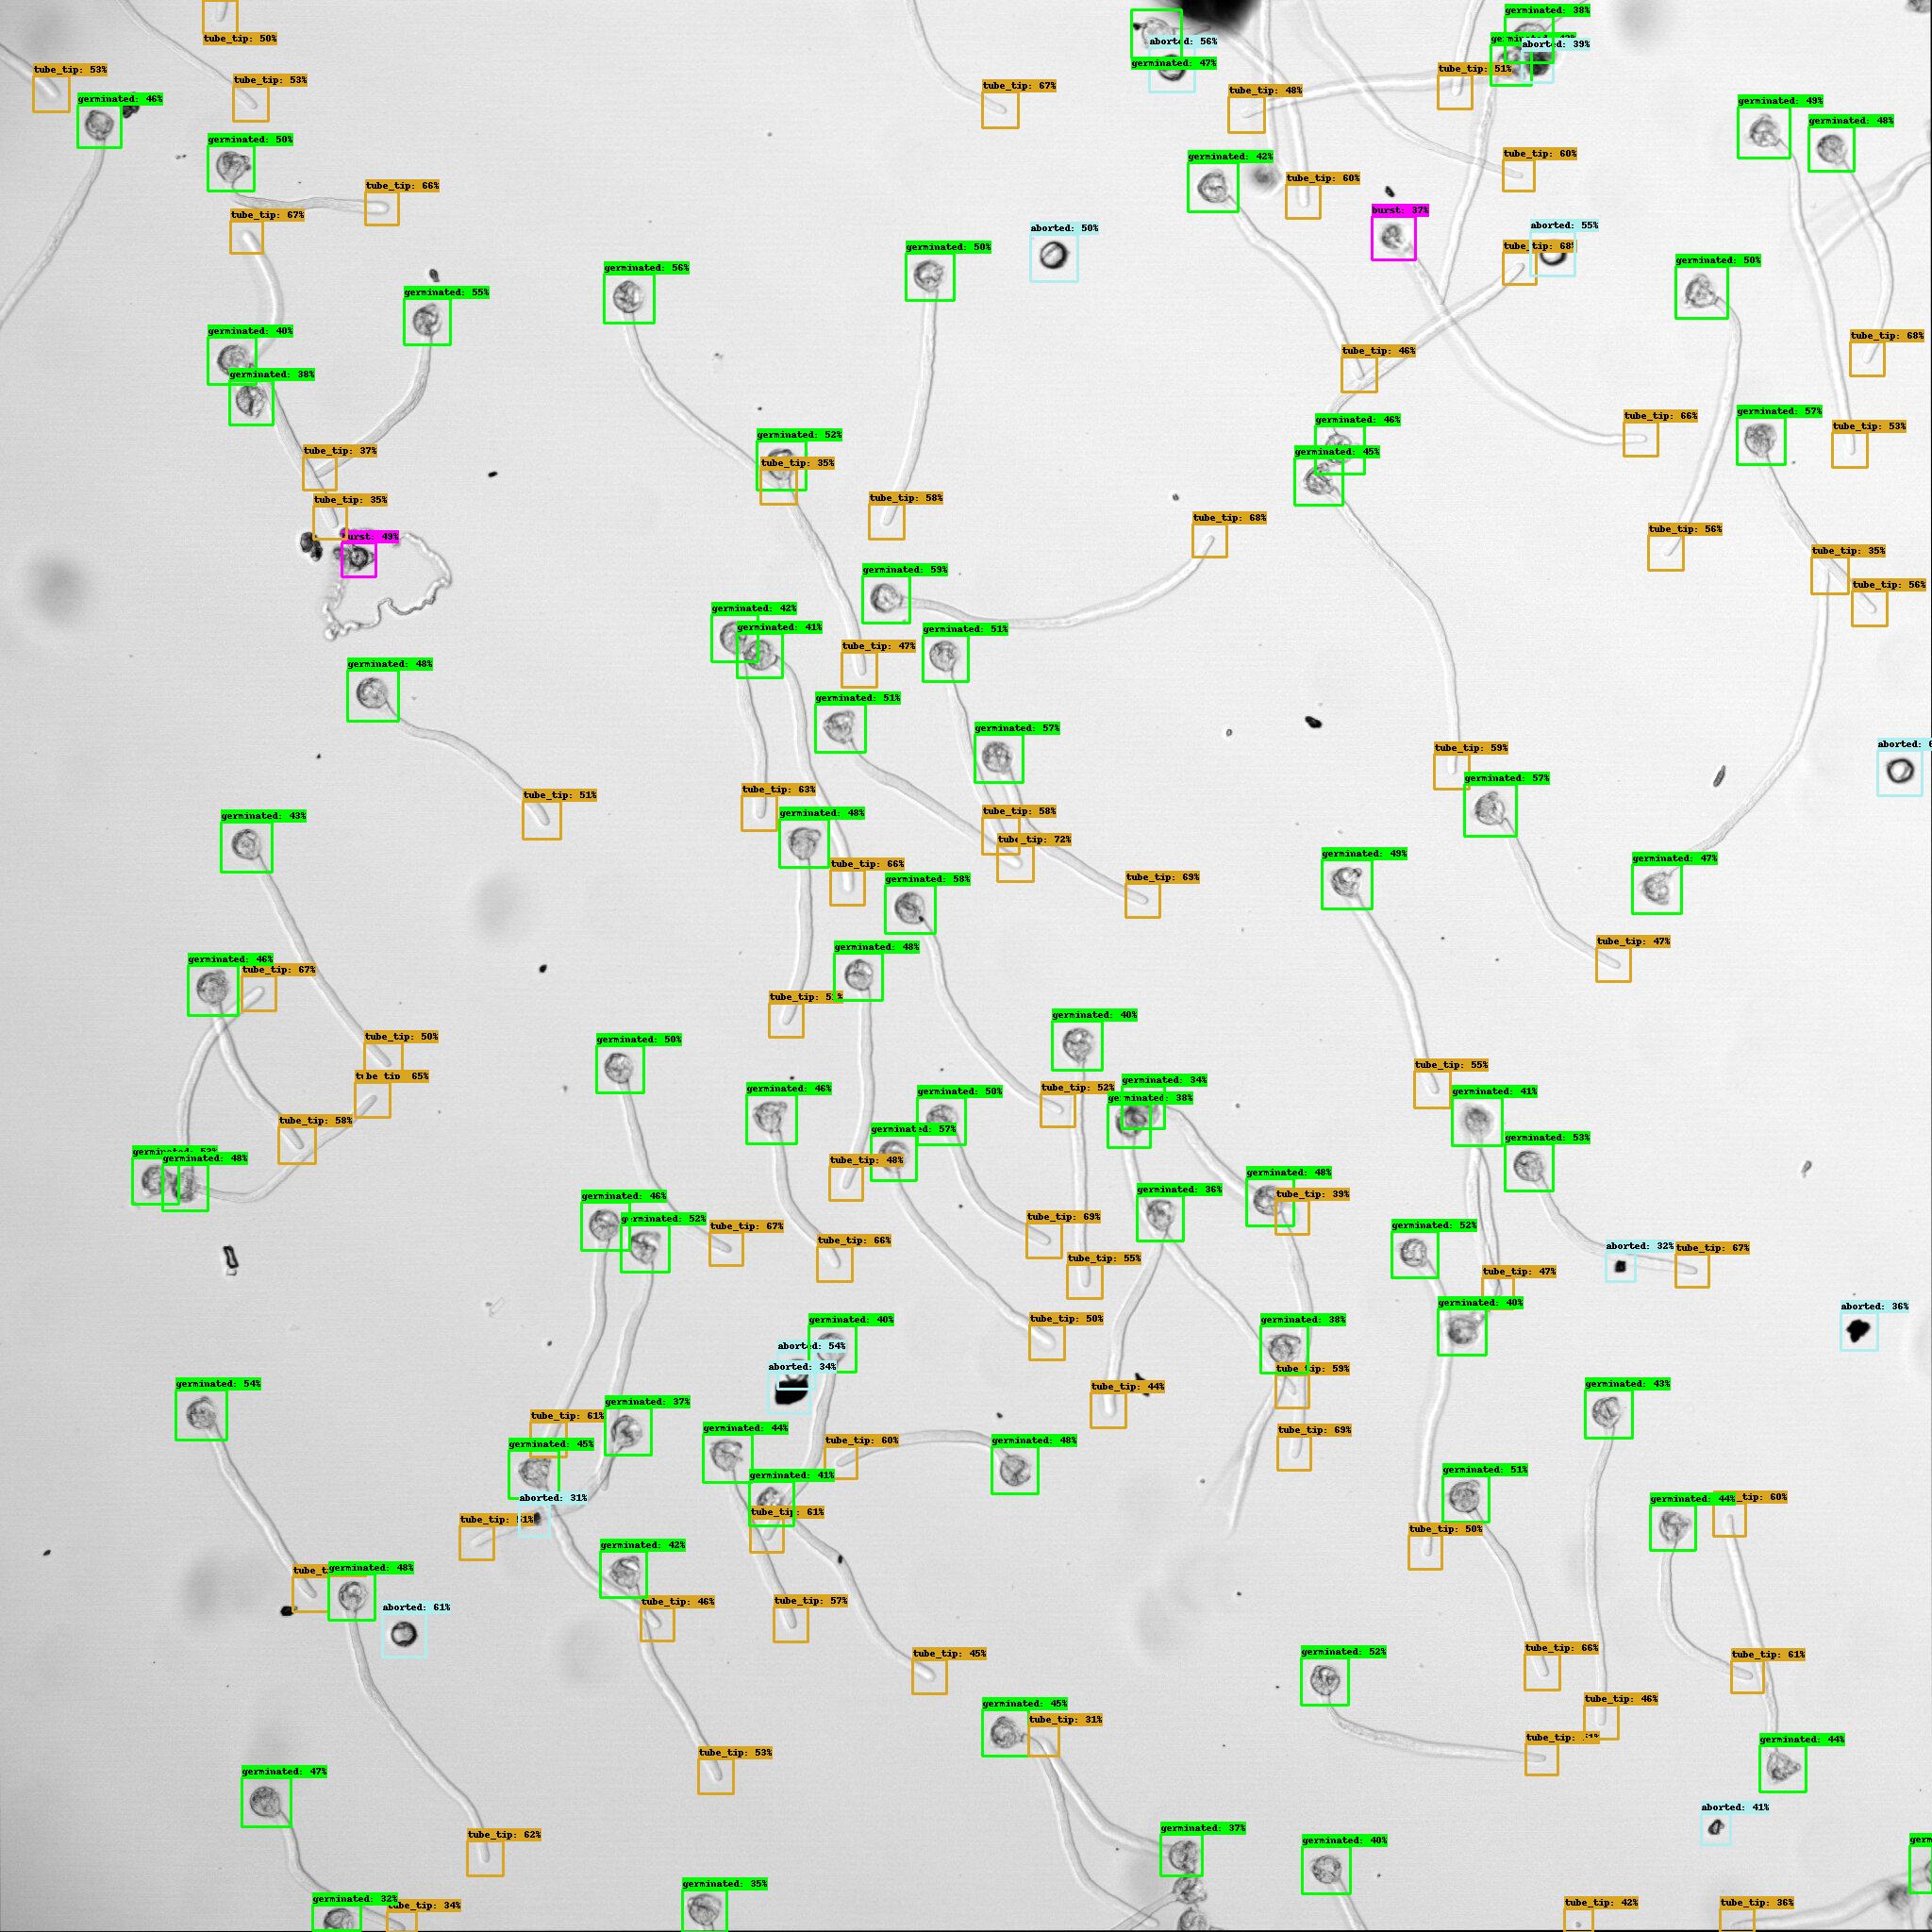 germinated: 38%
tube_tip: 50%
aborted: 56%
aborted: 39%
germinated: 47%
tube_tip: 53%
tube_tip: 53%
tube_tip: 51%
tube_tip: 67%
tube_tip: 48%
germinated: 46%
germinated: 49%
germinated: 48%
germinated: 50%
germinated: 42%
tube_tip: 60%
tube_tip: 66%
tube_tip: 60%
tube_tip: 67%
burst: 37%
aborted: 50%
aborted: 55%
germinated: 50%
tube_tip: 68%
germinated: 56%
germinated: 50%
germinated: 55%
germinated: 40%
tube_tip: 68%
tube_tip: 46%
germinated: 38%
germinated: 46%
tube_tip: 66%
germinated: 57%
tube_tip: 53%
germinated: 52%
tube_tip: 37%
germinated: 45%
tube_tip: 35%
tube_tip: 35%
tube_tip: 58%
tube_tip: 68%
tube_tip: 56%
burst: 49%
tube_tip: 35%
germinated: 59%
tube_tip: 56%
germinated: 42%
germinated: 41%
germinated: 51%
tube_tip: 47%
germinated: 48%
germinated: 51%
germinated: 57%
tube_tip: 59%
aborted:
germinated: 57%
tube_tip: 63%
tube_tip: 51%
germinated: 43%
germinated: 48%
tube_tip: 58%
tube_tip: 72%
germinated: 49%
tube_tip: 66%
germinated: 47%
germinated: 58%
tube_tip: 69%
germinated: 48%
tube_tip: 47%
germinated: 46%
tube_tip: 67%
tube_tip:
germinated: 40%
tube_tip: 50%
germinated: 50%
tube_tip: 55%
tube_tip: 65%
germinated: 34%
germinated: 46%
tube_tip: 52%
germinated: 50%
germinated: 38%
germinated: 41%
tube_tip: 58%
germinated: 57%
germinated: 53%
germinated: 48%
tube_tip: 48%
germinated: 48%
germinated: 46%
germinated: 36%
tube_tip: 39%
germinated: 52%
tube_tip: 67%
tube_tip: 69%
germinated: 52%
tube_tip: 66%
tube_tip: 55%
aborted: 32%
tube_tip: 67%
tube_tip: 47%
germinated: 40%
aborted: 36%
germinated: 40%
tube_tip: 50%
germinated: 38%
aborted: 54%
aborted: 34%
tube_tip: 59%
germinated: 54%
tube_tip: 44%
germinated: 43%
germinated: 37%
tube_tip: 61%
germinated: 44%
tube_tip: 69%
germinated: 45%
tube_tip: 60%
germinated: 48%
germinated: 41%
germinated: 51%
aborted: 31%
germinated: 44%
tube_tip: 60%
tube_tip: 61%
tube_tip:
tube_tip: 50%
germinated: 42%
germinated: 48%
tube_tip: 46%
tube_tip: 57%
aborted: 61%
tube_tip: 45%
germinated: 52%
tube_tip: 66%
tube_tip: 61%
germinated: 45%
tube_tip: 46%
tube_tip: 31%
tube_tip:
germinated: 44%
tube_tip: 53%
germinated: 47%
aborted: 41%
tube_tip: 62%
germinated: 37%
germinated: 40%
germinated: 35%
germinated: 32%
tube_tip: 34%
tube_tip: 42%
tube_tip: 36%